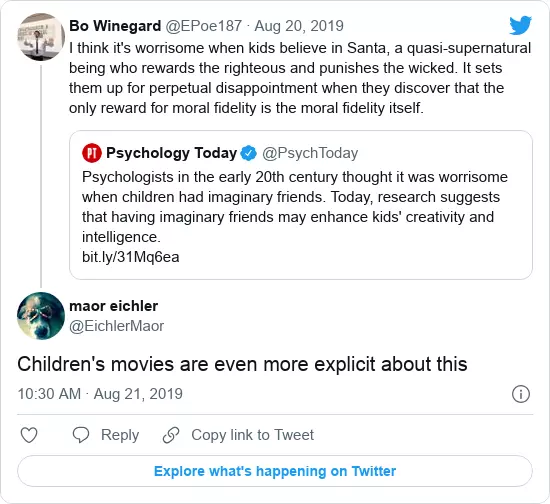 Bo Winegard @EPoe187 · Aug 20, 2019
I think it's worrisome when kids believe in Santa, a quasi-supernatural
being who rewards the righteous and punishes the wicked. It sets
them up for perpetual disappointment when they discover that the
only reward for moral fidelity is the moral fidelity itself.
PT Psychology Today @PsychToday
Psychologists in the early 20th century thought it was worrisome
when children had imaginary friends. Today, research suggests
that having imaginary friends may enhance kids' creativity and
intelligence.
bit.ly/31Mq6ea
maor eichler
@EichlerMaor
Children's movies are even more explicit about this
10:30 AM · Aug 21, 2019
Reply Copy link to Tweet
Explore what's happening on Twitter